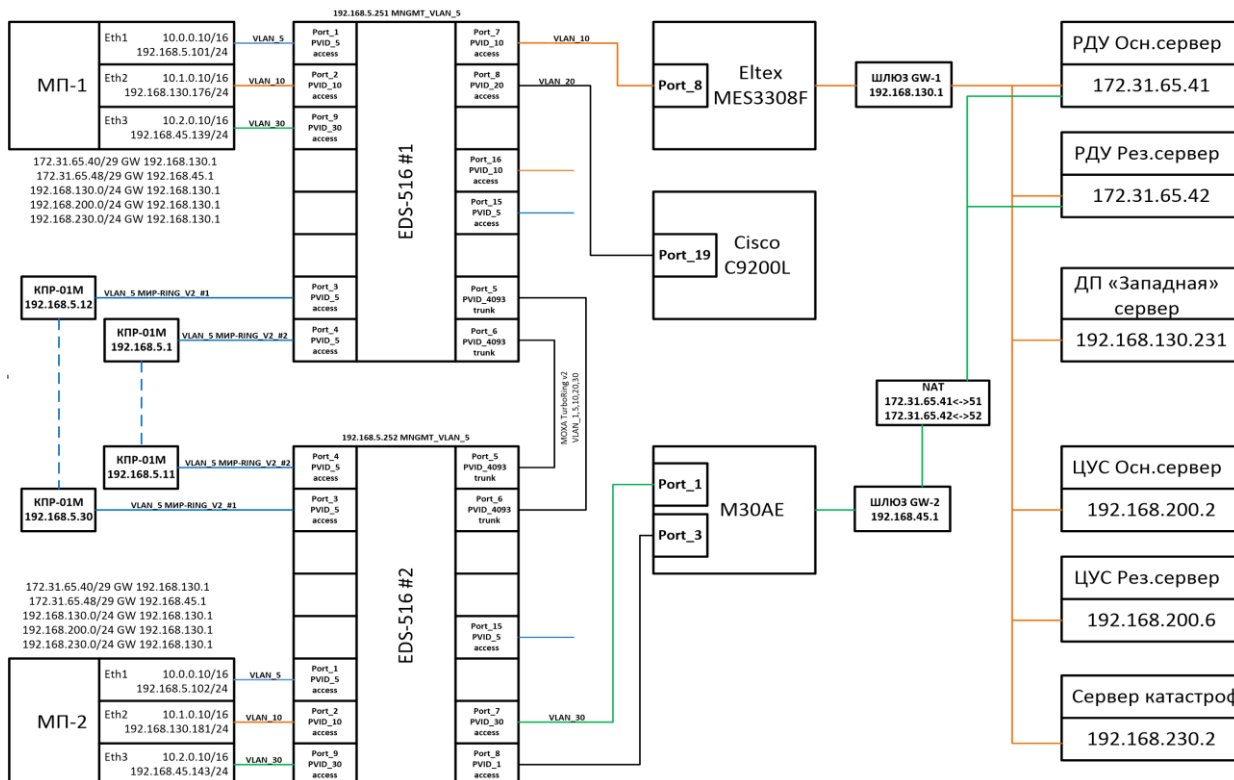 192.168.5.251 MNGMT_VLAN_5
МП-1
Eth1 10.0.0.10/16
192.168.5.101/24
Eth2 10.1.0.10/16
192.168.130.176/24
Eth3 10.2.0.10/16
192.168.45.139/24
VLAN_5
VLAN_10
VLAN_30
172.31.65.40/29 GW 192.168.130.1
172.31.65.48/29 GW 192.168.45.1
192.168.130.0/24 GW 192.168.130.1
192.168.200.0/24 GW 192.168.130.1
192.168.230.0/24 GW 192.168.130.1
Port_1
PVID_5
access
Port_2
PVID_10
access
Port_9
PVID_30
access
Port_3
PVID_5
access
Port_4
PVID_5
access
EDS-516 #1
Port_7
PVID_10
access
Port_8
PVID_20
access
Port_16
PVID_10
access
Port_15
PVID_5
access
Port_5
PVID_4093
trunk
Port_6
PVID_4093
trunk
VLAN_10
VLAN_20
Port_8
Eltex
MES3308F
Port_19
Cisco
C9200L
ШЛЮЗ GW-1
192.168.130.1
РДУ Осн.сервер
172.31.65.41
РДУ Рез.сервер
172.31.65.42
ДП «Западная»
сервер
192.168.130.231
ЦУС Осн.сервер
192.168.200.2
ЦУС Рез.сервер
192.168.200.6
Сервер катастроф
192.168.230.2
NAT
172.31.65.41<->51
172.31.65.42<->52
ШЛЮЗ GW-2
192.168.45.1
Port_1
Port_3
M30AE
КПР-01М
192.168.5.12
VLAN_5 МИР-RING_V2_#1
КПР-01М
192.168.5.1
VLAN_5 МИР-RING_V2_#2
КПР-01М
192.168.5.11
VLAN_5 МИР-RING_V2_#2
КПР-01М
192.168.5.30
VLAN_5 МИР-RING_V2_#1
MOXA TurboRing v2
VLAN_1,5,10,20,30
192.168.5.252 MNGMT_VLAN_5
Port_4
PVID_5
access
Port_3
PVID_5
access
Port_1
PVID_5
access
Port_2
PVID_10
access
Port_9
PVID_30
access
EDS-516 #2
Port_5
PVID_4093
trunk
Port_6
PVID_4093
trunk
Port_15
PVID_5
access
Port_7
PVID_30
access
Port_8
PVID_1
access
VLAN_30
172.31.65.40/29 GW 192.168.130.1
172.31.65.48/29 GW 192.168.45.1
192.168.130.0/24 GW 192.168.130.1
192.168.200.0/24 GW 192.168.130.1
192.168.230.0/24 GW 192.168.130.1
МП-2
Eth1 10.0.0.10/16
192.168.5.102/24
Eth2 10.1.0.10/16
192.168.130.181/24
Eth3 10.2.0.10/16
192.168.45.143/24
VLAN_5
VLAN_10
VLAN_30